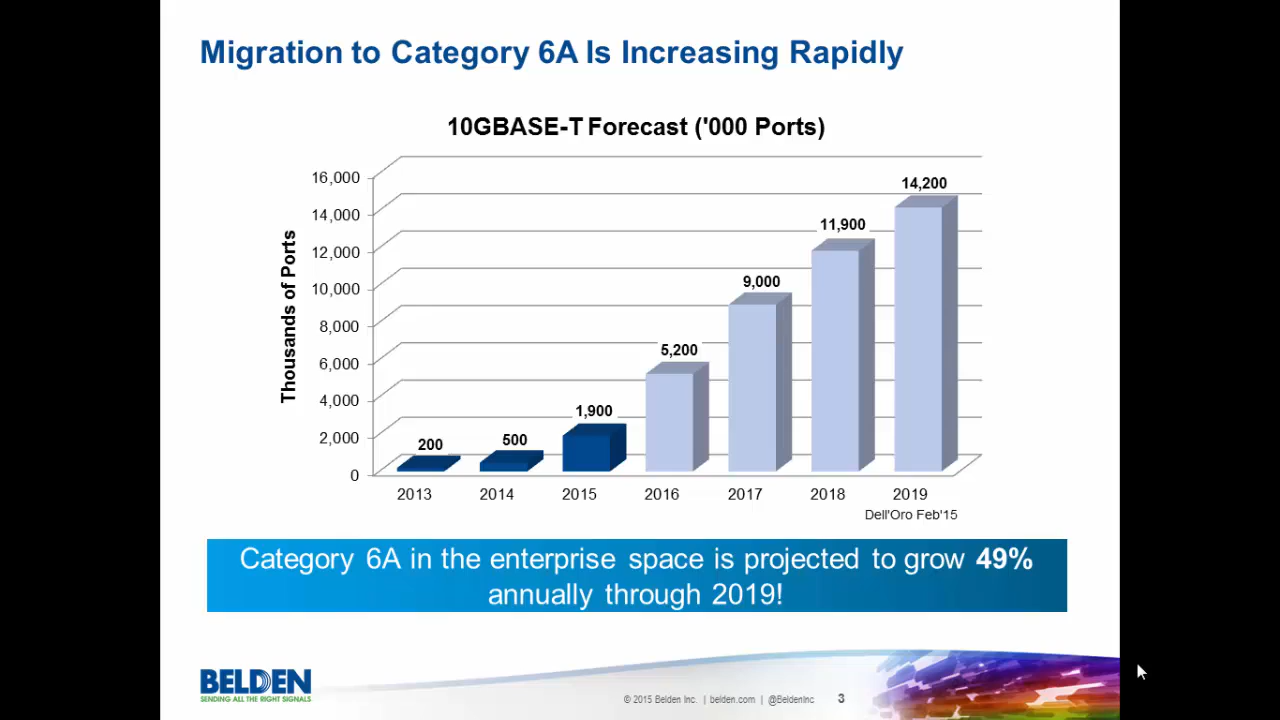 Migration to Category 6A Is Increasing Rapidly
10GBASE-T Forecast ('000 Ports)
Thousands of Ports
16,000
14,000
12,000
10,000
8,000
6,000
4,000
2,000
0
200
500
1,900
5,200
9,000
11,900
14,200
2013 2014 2015 2016 2017 2018 2019
Dell'Oro Feb'15
Category 6A in the enterprise space is projected to grow 49%
annually through 2019!
BELDEN
SENDING ALL THE RIGHT SIGNALS
© 2015 Belden Inc. | belden.com | @BeldenInc 3